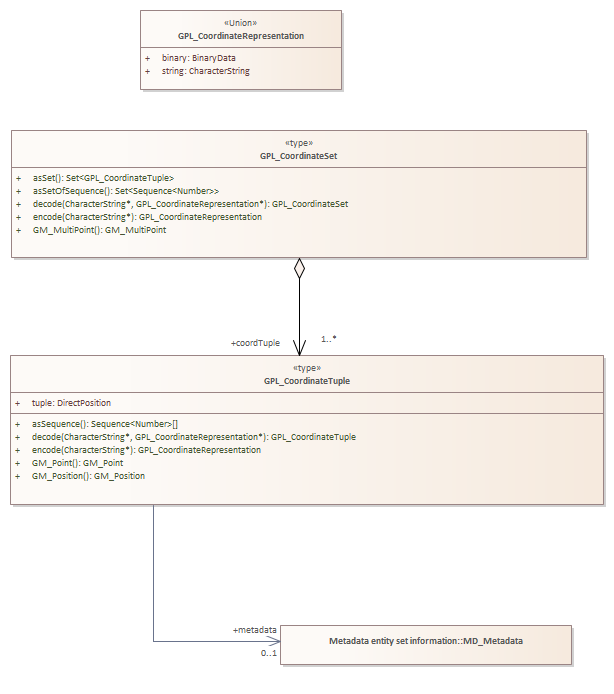 «Union»
GPL_CoordinateRepresentation
+ binary: BinaryData
+ string: CharacterString
«type»
GPL_CoordinateSet
+ asSet(): Set<GPL_CoordinateTuple>
+ asSetOfSequence(): Set<Sequence<Number>>
+ decode(CharacterString*, GPL_CoordinateRepresentation*): GPL_CoordinateSet
+ encode(CharacterString*): GPL_CoordinateRepresentation
+ GM_MultiPoint(): GM_MultiPoint
+coordTuple 1..*
«type»
GPL_CoordinateTuple
+ tuple: DirectPosition
+ asSequence(): Sequence<Number>[]
+ decode(CharacterString*, GPL_CoordinateRepresentation*): GPL_CoordinateTuple
+ encode(CharacterString*): GPL_CoordinateRepresentation
+ GM_Point(): GM_Point
+ GM_Position(): GM_Position
+metadata
0..1
Metadata entity set information::MD_Metadata